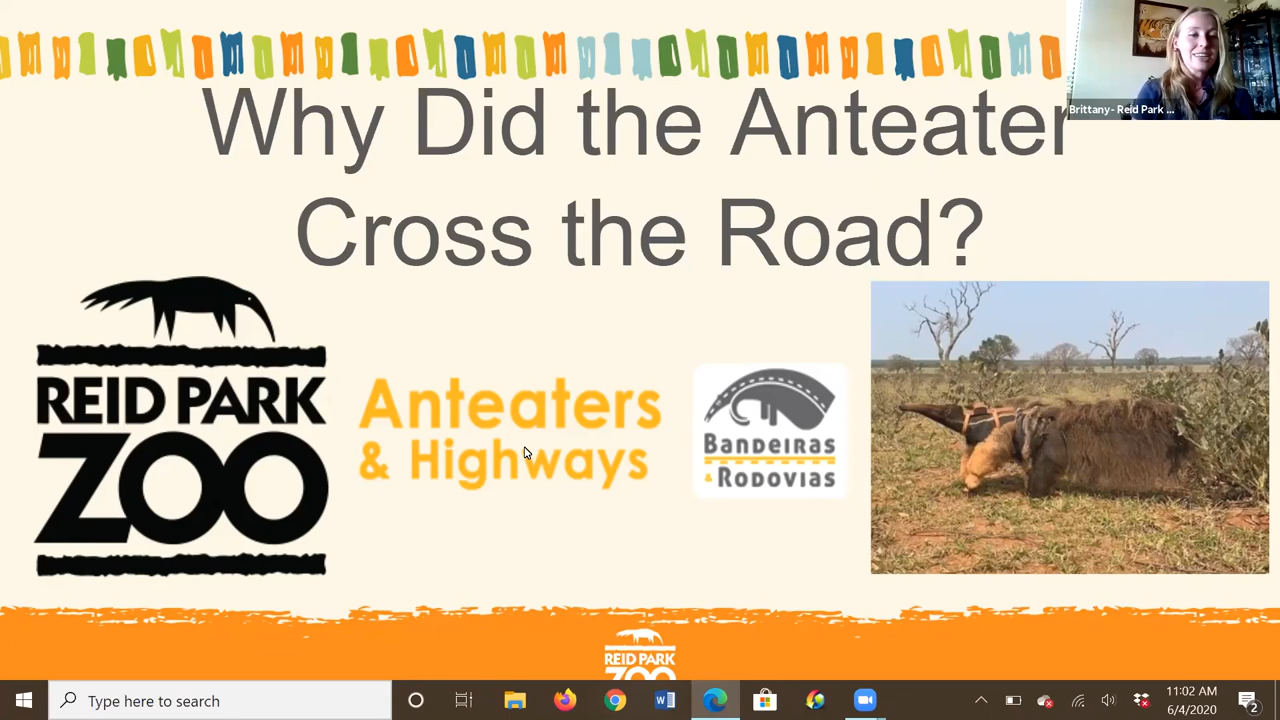 Why Did the Anteater
Cross the Road?
Brittany- Reid Park ...
REID PARK
ZOO
Anteaters
& Highways
BANDEIRAS
& RODOVIAS
REID PARK
ZOO
Type here to search
11:02 AM
6/4/2020
2